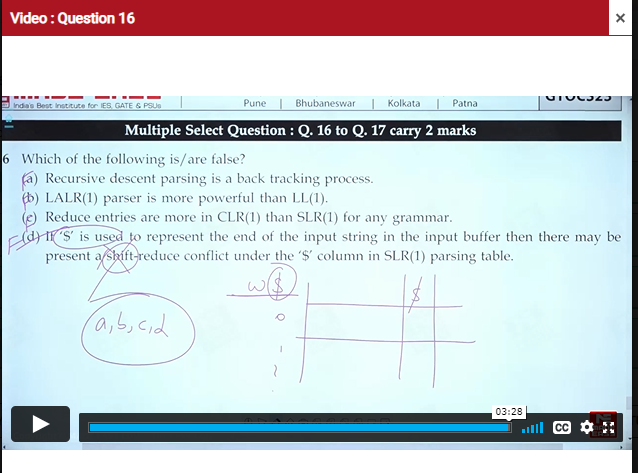 Video : Question 16
×
India's Best Institute for IES, GATE & PSUs
Pune | Bhubaneswar | Kolkata | Patna
Multiple Select Question : Q. 16 to Q. 17 carry 2 marks
6 Which of the following is/are false?
(a) Recursive descent parsing is a back tracking process.
(b) LALR(1) parser is more powerful than LL(1).
(c) Reduce entries are more in CLR(1) than SLR(1) for any grammar.
(d) If '$' is used to represent the end of the input string in the input buffer then there may be
present a shift-reduce conflict under the '$' column in SLR(1) parsing table.
w $
$
0
a, b, c, d
1
2
03:28
CC